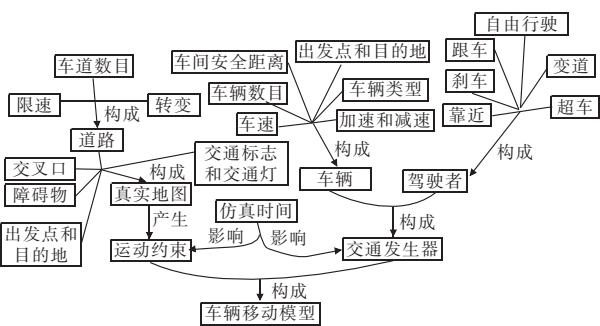 自由行驶
出发点和目的地
跟车
车道数目
车间安全距离
变道
刹车
车辆类型
车辆数目
限速
转变
超车
构成
靠近
车速
加速和减速
道路
构成
交通标志
和交通灯
构成
交叉口
构成
车辆
驾驶者
障碍物
真实地图
仿真时间
产生
构成
出发点和
目的地
影响
影响
运动约束
交通发生器
构成
车辆移动模型